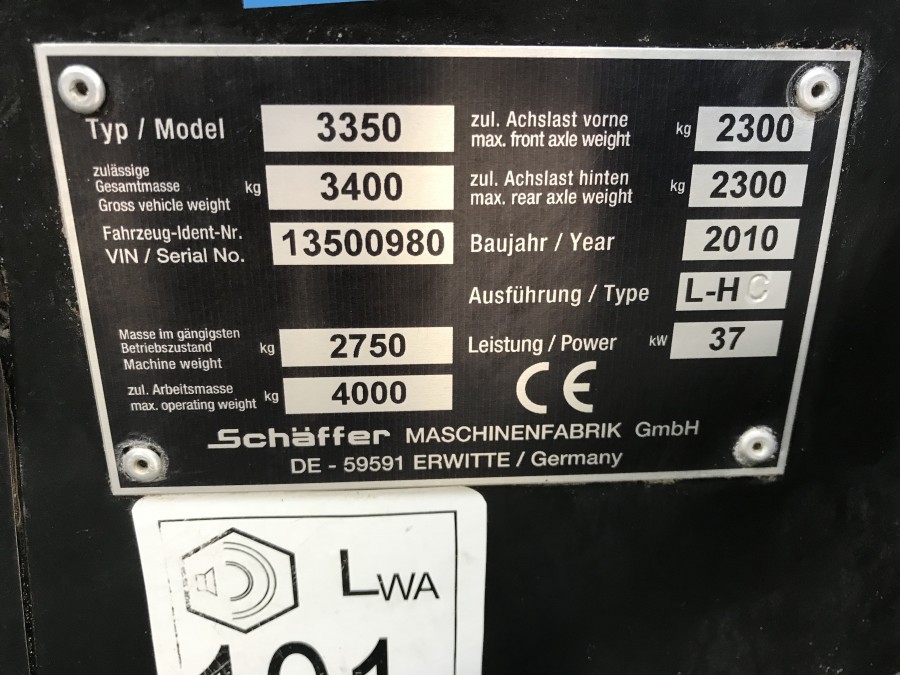 Typ / Model 3350
zulässige
Gesamtmasse
Gross vehicle weight kg 3400
Fahrzeug-Ident-Nr.
VIN / Serial No. 13500980
Masse im gängigsten
Betriebszustand
Machine weight kg 2750
zul. Arbeitsmasse
max. operating weight kg 4000
zul. Achslast vorne
max. front axle weight kg 2300
zul. Achslast hinten
max. rear axle weight kg 2300
Baujahr / Year 2010
Ausführung / Type L-HC
Leistung / Power kW 37
CE
Schäffer MASCHINENFABRIK GmbH
DE - 59591 ERWITTE / Germany
LWA
101